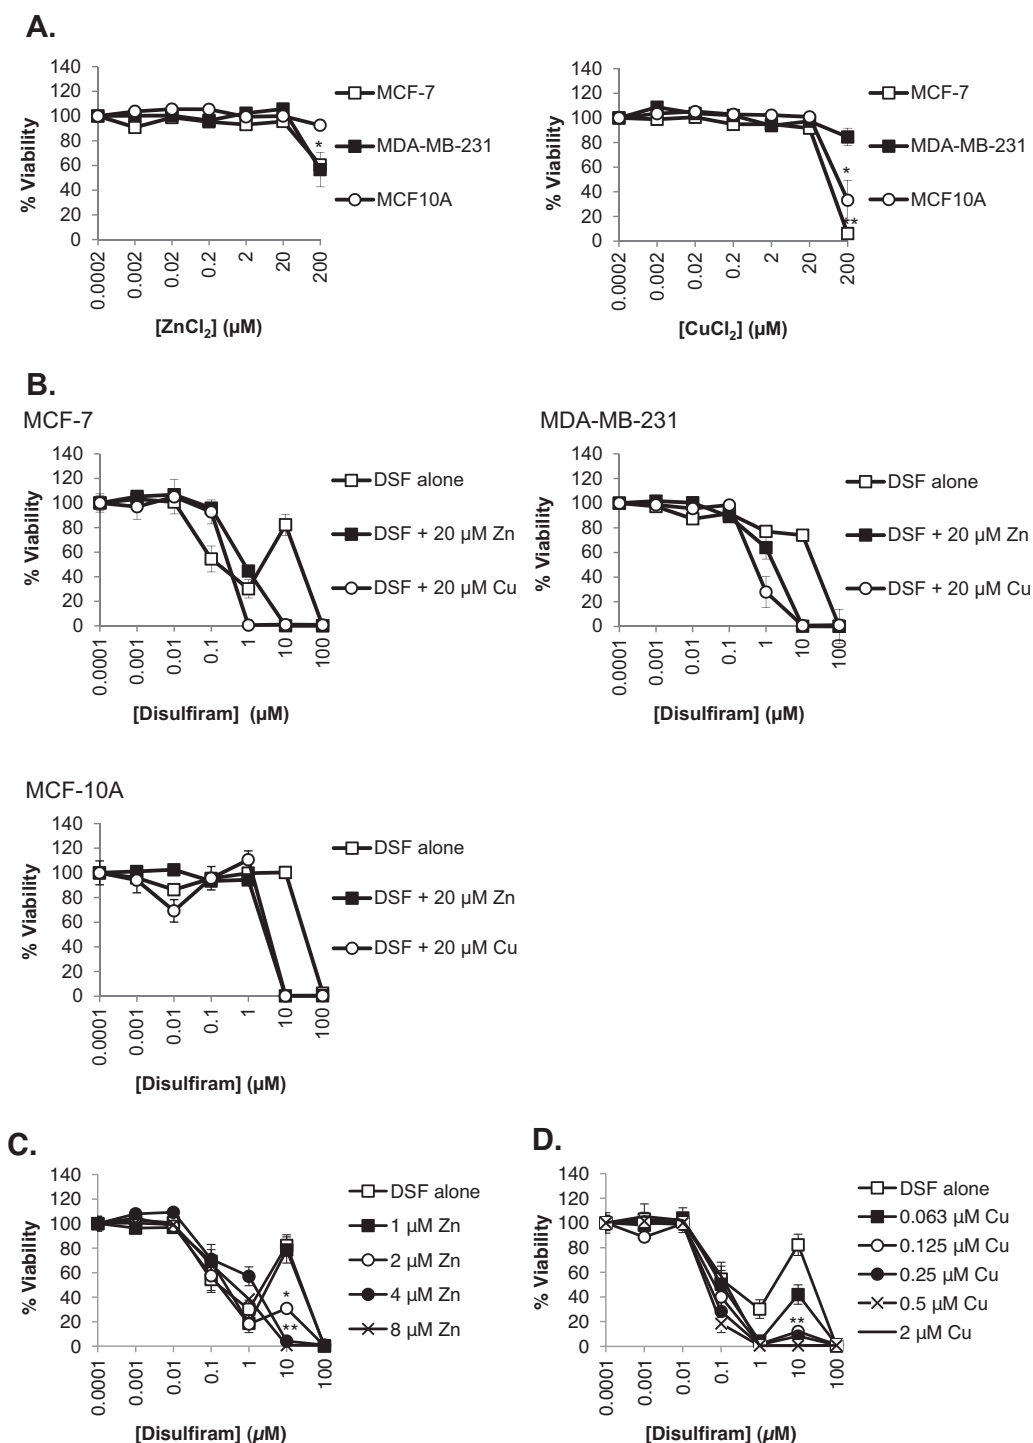 A.
140
120
100
80
60
40
20
0
% Viability
0.0002
0.002
0.02
0.2
2
20
200
[ZnCl2] (µM)
*
MCF-7
MDA-MB-231
MCF10A
140
120
100
80
60
40
20
0
% Viability
0.0002
0.002
0.02
0.2
2
20
200
[CuCl2] (µM)
*
**
MCF-7
MDA-MB-231
MCF10A
B.
MCF-7
140
120
100
80
60
40
20
0
% Viability
0.0001
0.001
0.01
0.1
1
10
100
[Disulfiram] (µM)
DSF alone
DSF + 20 µM Zn
DSF + 20 µM Cu
MDA-MB-231
140
120
100
80
60
40
20
0
% Viability
0.0001
0.001
0.01
0.1
1
10
100
[Disulfiram] (µM)
DSF alone
DSF + 20 µM Zn
DSF + 20 µM Cu
MCF-10A
140
120
100
80
60
40
20
0
% Viability
0.0001
0.001
0.01
0.1
1
10
100
[Disulfiram] (µM)
DSF alone
DSF + 20 µM Zn
DSF + 20 µM Cu
C.
140
120
100
80
60
40
20
0
% Viability
0.0001
0.001
0.01
0.1
1
10
100
[Disulfiram] (µM)
*
**
DSF alone
1 µM Zn
2 µM Zn
4 µM Zn
8 µM Zn
D.
140
120
100
80
60
40
20
0
% Viability
0.0001
0.001
0.01
0.1
1
10
100
[Disulfiram] (µM)
**
DSF alone
0.063 µM Cu
0.125 µM Cu
0.25 µM Cu
0.5 µM Cu
2 µM Cu